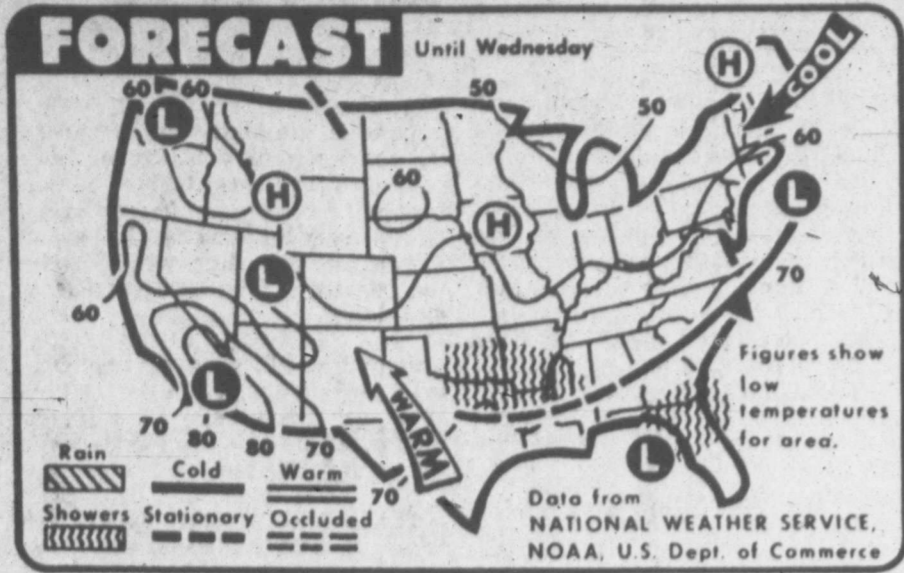 FORECAST
Until Wednesday
COOL
H
60 60
50
50
L
60
60
H
H
L
L
60
70
Figures show
low
temperatures
for area.
L
WARM
L
70
80
80
70
70
Rain
Cold
Warm
Showers
Stationary
Occluded
Data from
NATIONAL WEATHER SERVICE,
NOAA, U.S. Dept. of Commerce